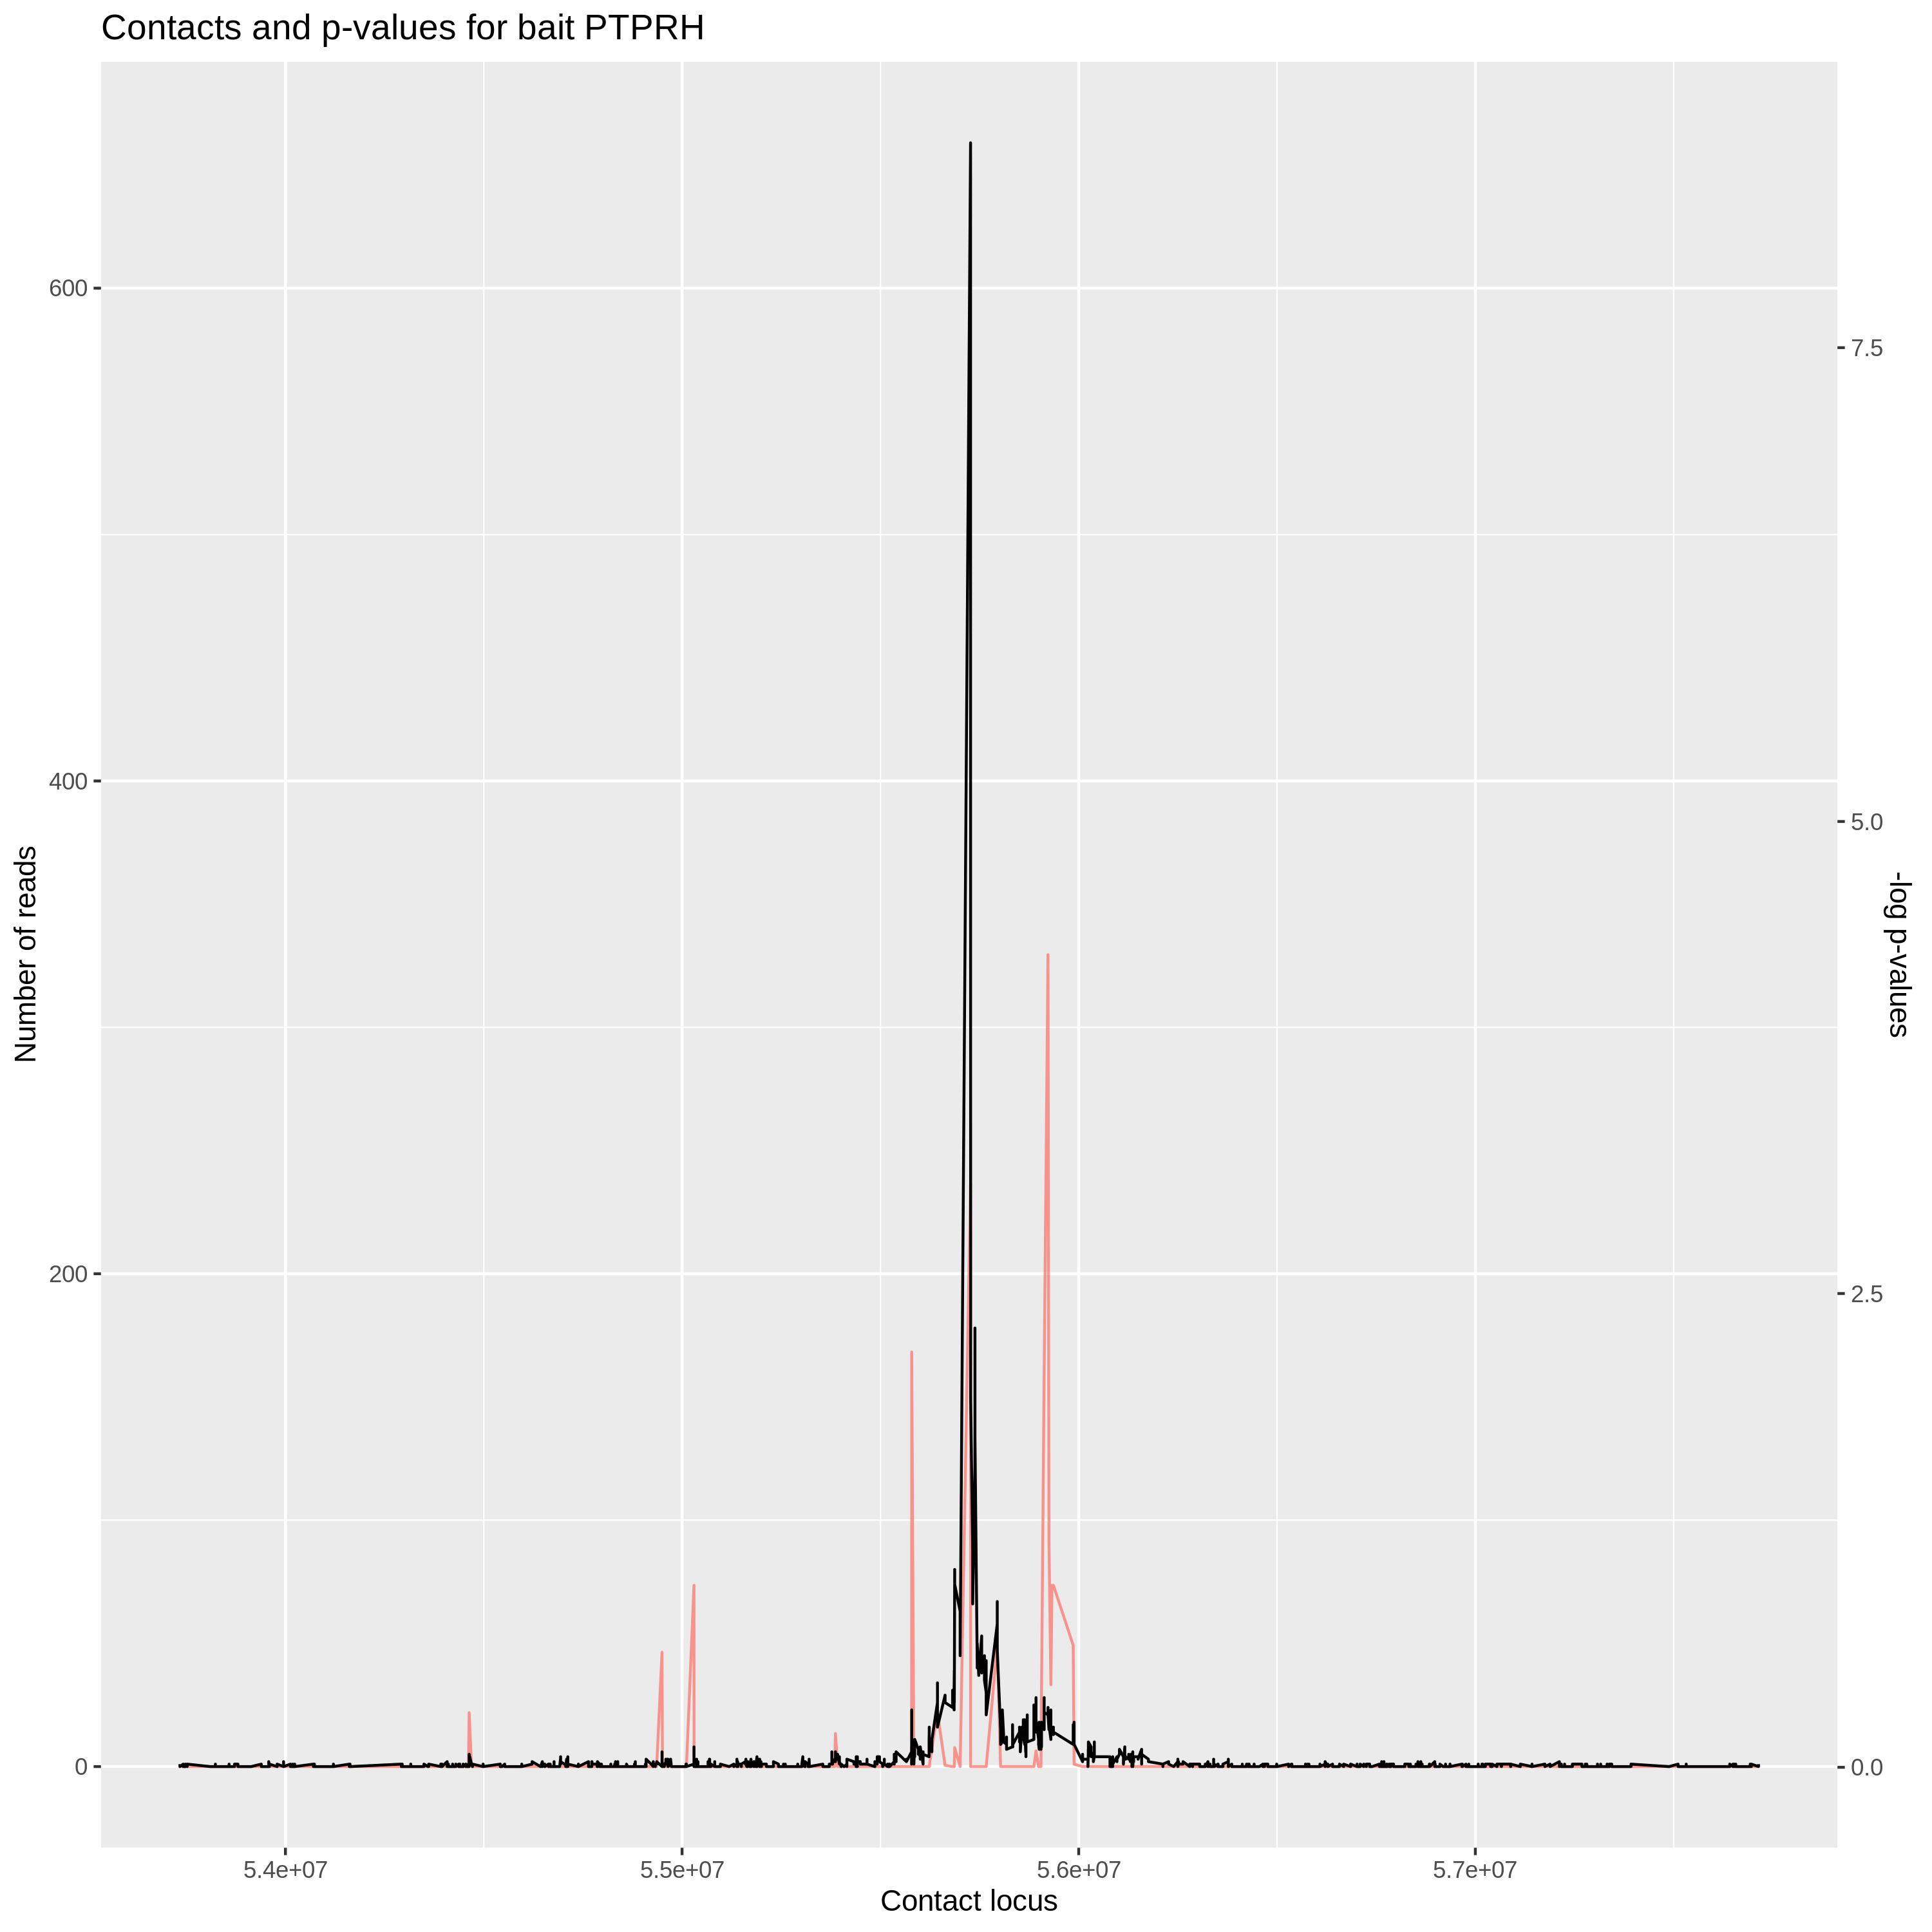 Contacts and p-values for bait PTPRH
600
400
200
0
7.5
5.0
2.5
0.0
Number of reads
-log p-values
5.4e+07
5.5e+07
5.6e+07
5.7e+07
Contact locus